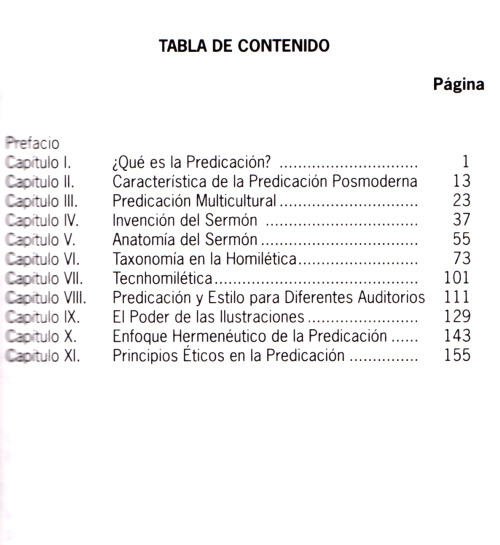 TABLA DE CONTENIDO
Página
Prefacio
Capítulo I. ¿Qué es la Predicación? ............................... 1
Capítulo II. Característica de la Predicación Posmoderna 13
Capítulo III. Predicación Multicultural ............................... 23
Capítulo IV. Invención del Sermón ................................... 37
Capítulo V. Anatomía del Sermón ................................... 55
Capítulo VI. Taxonomía en la Homilética ........................... 73
Capítulo VII. Tecnhomilética ............................................. 101
Capítulo VIII. Predicación y Estilo para Diferentes Auditorios 111
Capítulo IX. El Poder de las Ilustraciones ......................... 129
Capítulo X. Enfoque Hermenéutico de la Predicación ...... 143
Capítulo XI. Principios Éticos en la Predicación ............... 155